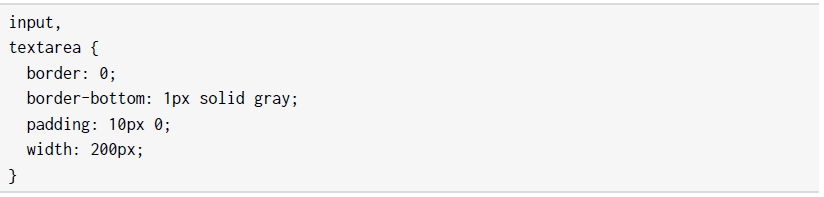 input,
textarea {
  border: 0;
  border-bottom: 1px solid gray;
  padding: 10px 0;
  width: 200px;
}